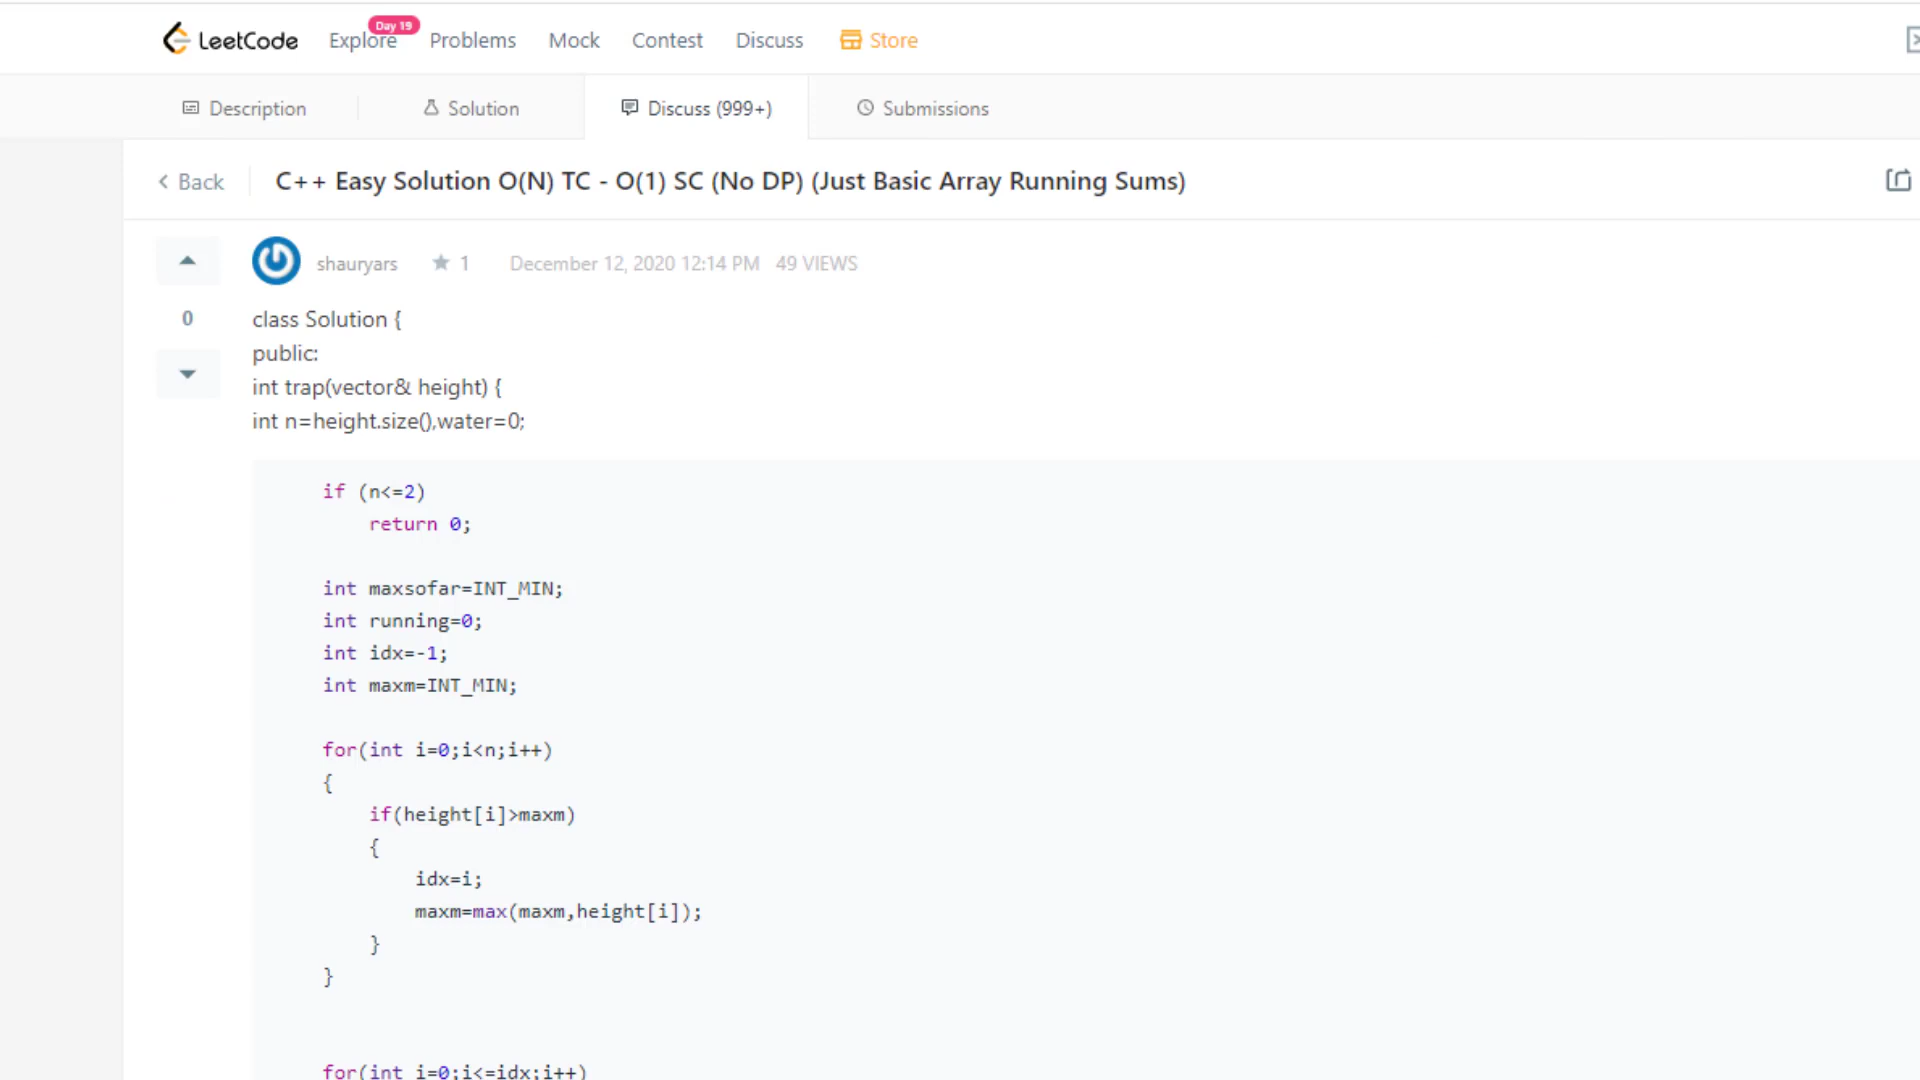 LeetCode Explore Day 19 Problems Mock Contest Discuss Store
Description Solution Discuss (999+) Submissions
Back C++ Easy Solution O(N) TC - O(1) SC (No DP) (Just Basic Array Running Sums)
shauryars 1 December 12, 2020 12:14 PM 49 VIEWS
0
class Solution {
public:
int trap(vector& height) {
int n=height.size(),water=0;
if (n<=2)
return 0;
int maxsofar=INT_MIN;
int running=0;
int idx=-1;
int maxm=INT_MIN;
for(int i=0;i<n;i++)
{
if(height[i]>maxm)
{
idx=i;
maxm=max(maxm,height[i]);
}
}
for(int i=0;i<=idx;i++)